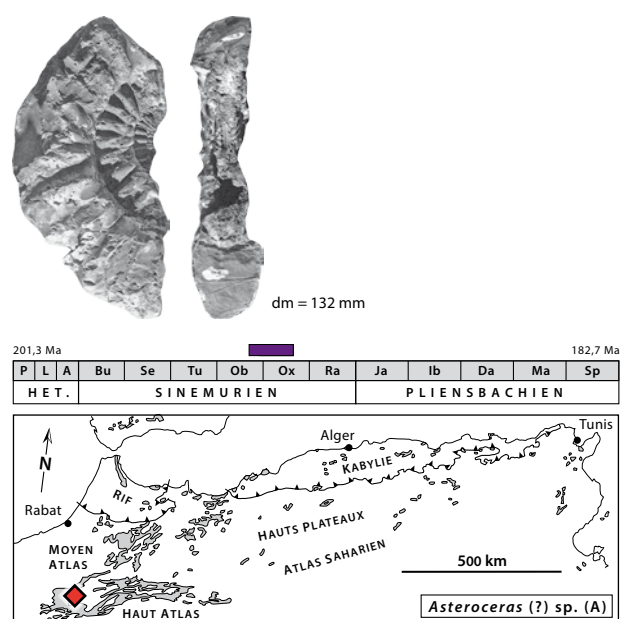 dm = 132 mm
201,3 Ma 182,7 Ma
P L A Bu Se Tu Ob Ox Ra Ja Ib Da Ma Sp
HET. SINEMURIEN PLIENSBACHIEN
Tunis
Alger
N
KABYLIE
RIF
Rabat
HAUTS PLATEAUX
MOYEN
ATLAS
ATLAS SAHARIEN
500 km
HAUT ATLAS
Asteroceras (?) sp. (A)